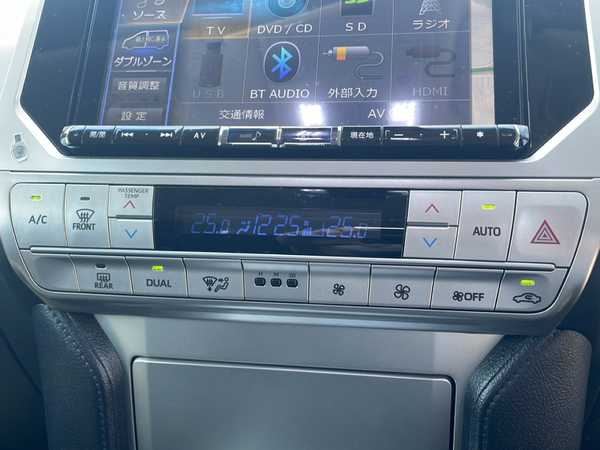 ソース
TV
DVD/CD
SD
ラジオ
ダブルゾーン
音質調整
USB
BT AUDIO
外部入力
HDMI
設定
交通情報
AV
AV
現在地
A/C
FRONT
PASSENGER TEMP
25.0
12:25
25.0
AUTO
REAR
DUAL
OFF